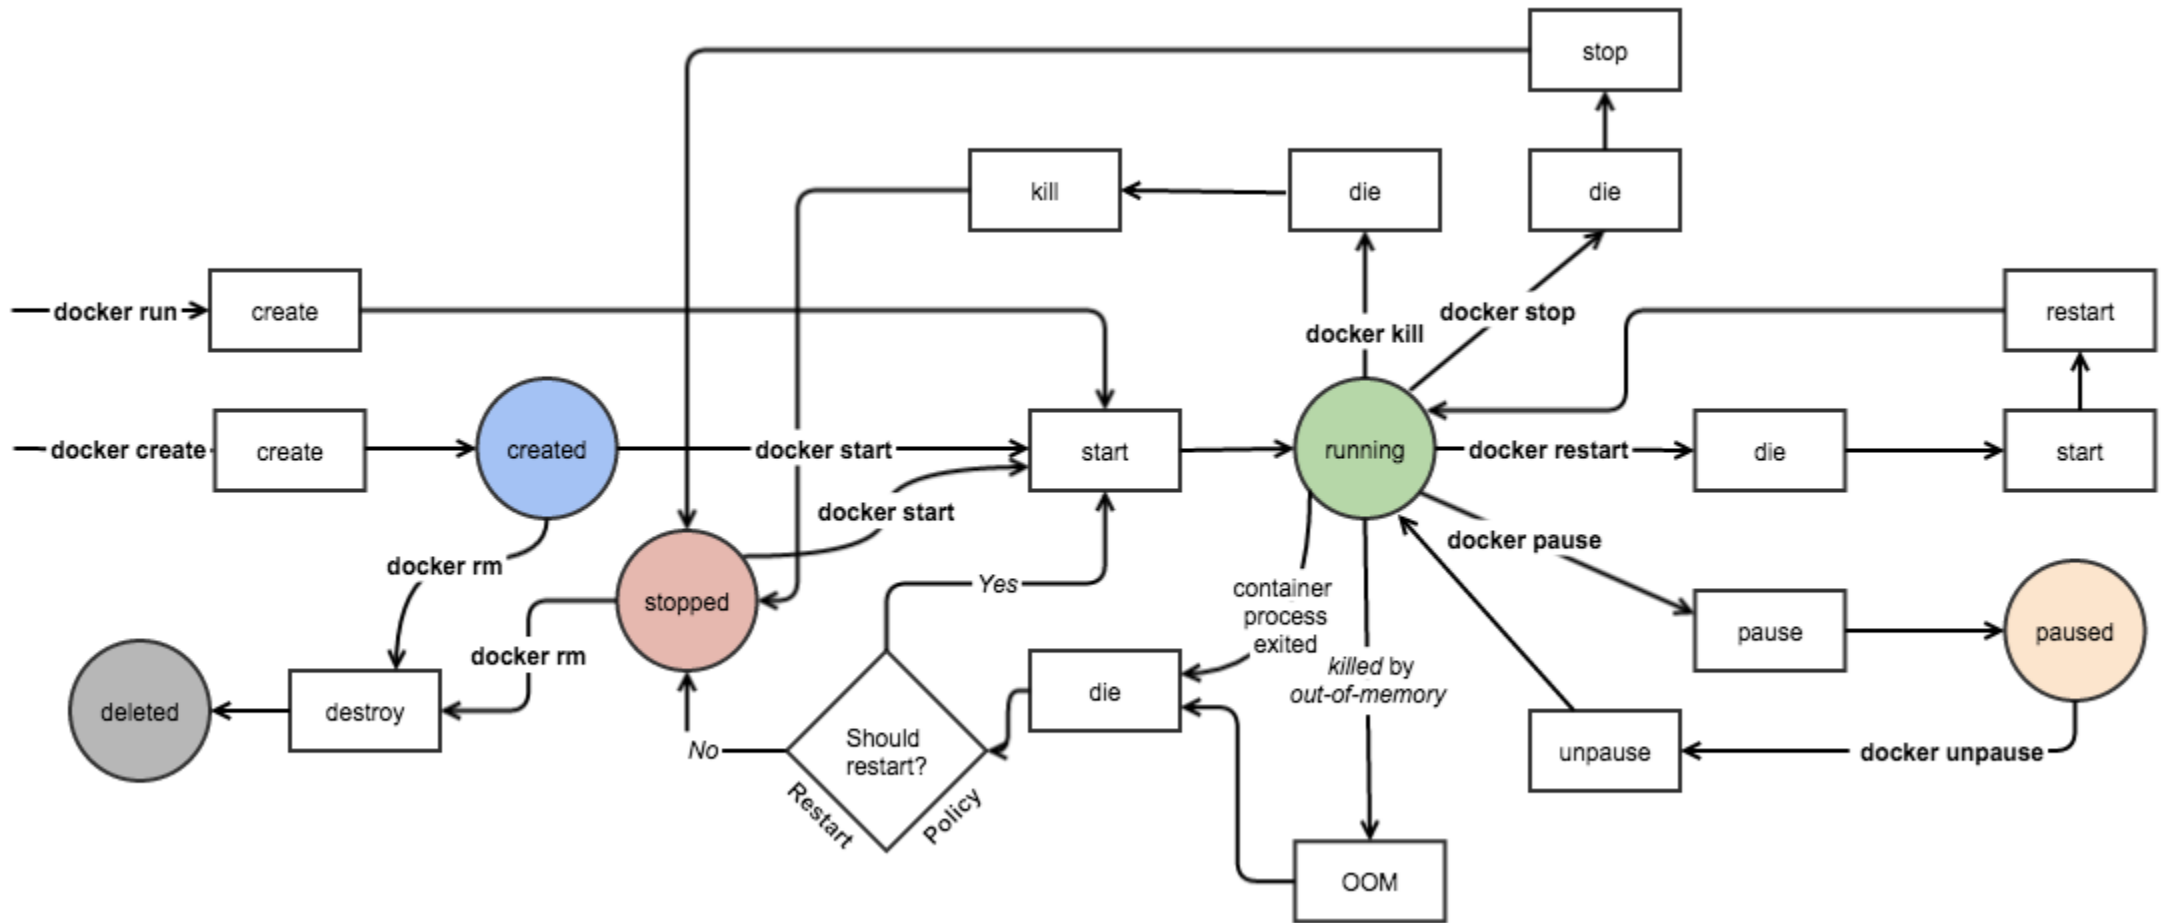 stop
kill
die
die
docker run
create
docker kill
docker stop
restart
docker create
create
created
docker start
start
running
docker restart
die
start
docker start
docker pause
docker rm
stopped
Yes
container
process
exited
pause
paused
docker rm
killed by
out-of-memory
deleted
destroy
No
Should
restart?
Restart
Policy
die
unpause
docker unpause
OOM